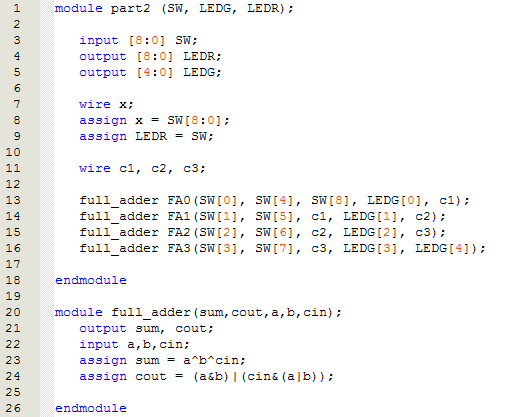 1 module part2 (SW, LEDG, LEDR);
2
3 input [8:0] SW;
4 output [8:0] LEDR;
5 output [4:0] LEDG;
6
7 wire x;
8 assign x = SW[8:0];
9 assign LEDR = SW;
10
11 wire c1, c2, c3;
12
13 full_adder FA0(SW[0], SW[4], SW[8], LEDG[0], c1);
14 full_adder FA1(SW[1], SW[5], c1, LEDG[1], c2);
15 full_adder FA2(SW[2], SW[6], c2, LEDG[2], c3);
16 full_adder FA3(SW[3], SW[7], c3, LEDG[3], LEDG[4]);
17
18 endmodule
19
20 module full_adder(sum,cout,a,b,cin);
21 output sum, cout;
22 input a,b,cin;
23 assign sum = a^b^cin;
24 assign cout = (a&b)|(cin&(a|b));
25
26 endmodule